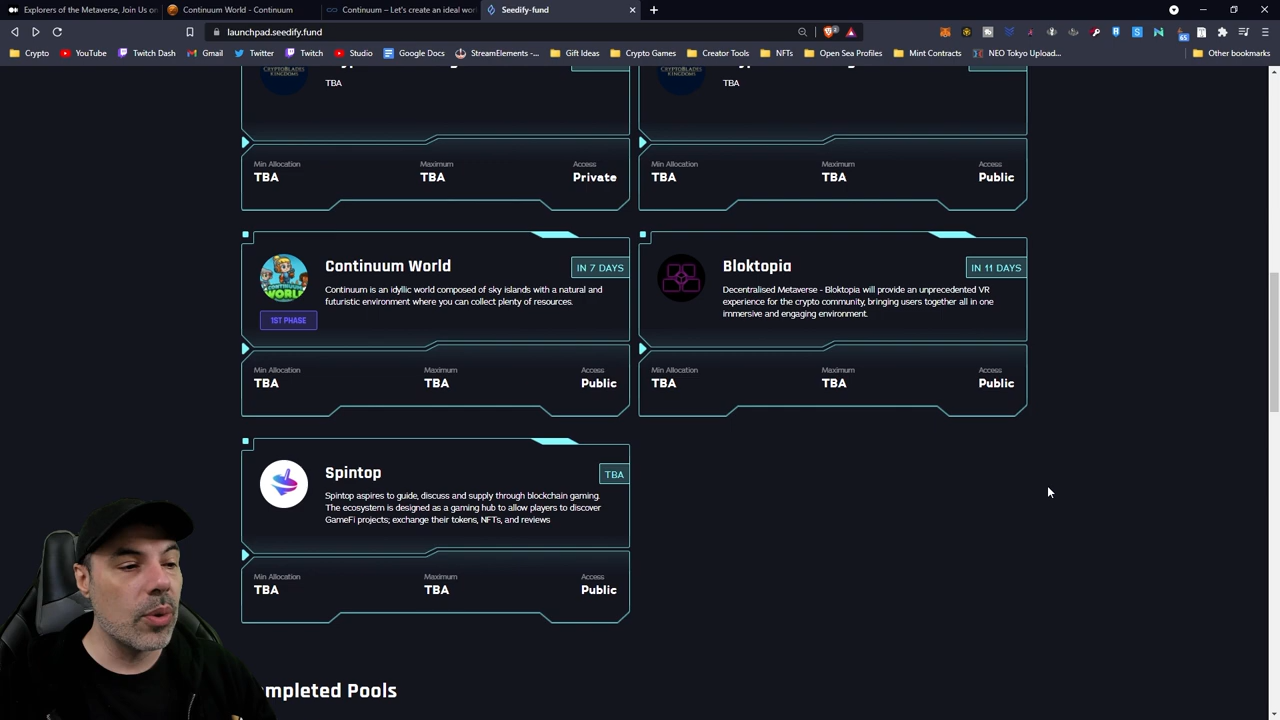 Explorers of the Metaverse, Join Us on
Continuum World - Continuum
Continuum – Let's create an ideal wor
Seedify-fund
launchpad.seedify.fund
Crypto
YouTube
Twitch Dash
Gmail
Twitter
Twitch
Studio
Google Docs
Streamelements -...
Gift Ideas
Crypto Games
Creator Tools
NFTs
Open Sea Profiles
Mint Contracts
NEO Tokyo Upload...
Other bookmarks
CRYPTOBLADES
KINGDOMS
TBA
CRYPTOBLADES
KINGDOMS
TBA
Min Allocation
Maximum
Access
TBA
TBA
Private
Min Allocation
Maximum
Access
TBA
TBA
Public
CONTINUUM
WORLD
Continuum World
IN 7 DAYS
Continuum is an idyllic world composed of sky islands with a natural and
futuristic environment where you can collect plenty of resources.
1ST PHASE
Min Allocation
Maximum
Access
TBA
TBA
Public
Bloktopia
IN 11 DAYS
Decentralised Metaverse - Bloktopia will provide an unprecedented VR
experience for the crypto community, bringing users together all in one
immersive and engaging environment.
Min Allocation
Maximum
Access
TBA
TBA
Public
Spintop
TBA
Spintop aspires to guide, discuss and supply through blockchain gaming.
The ecosystem is designed as a gaming hub to allow players to discover
GameFi projects; exchange their tokens, NFTs, and reviews
Min Allocation
Maximum
Access
TBA
TBA
Public
mpleted Pools